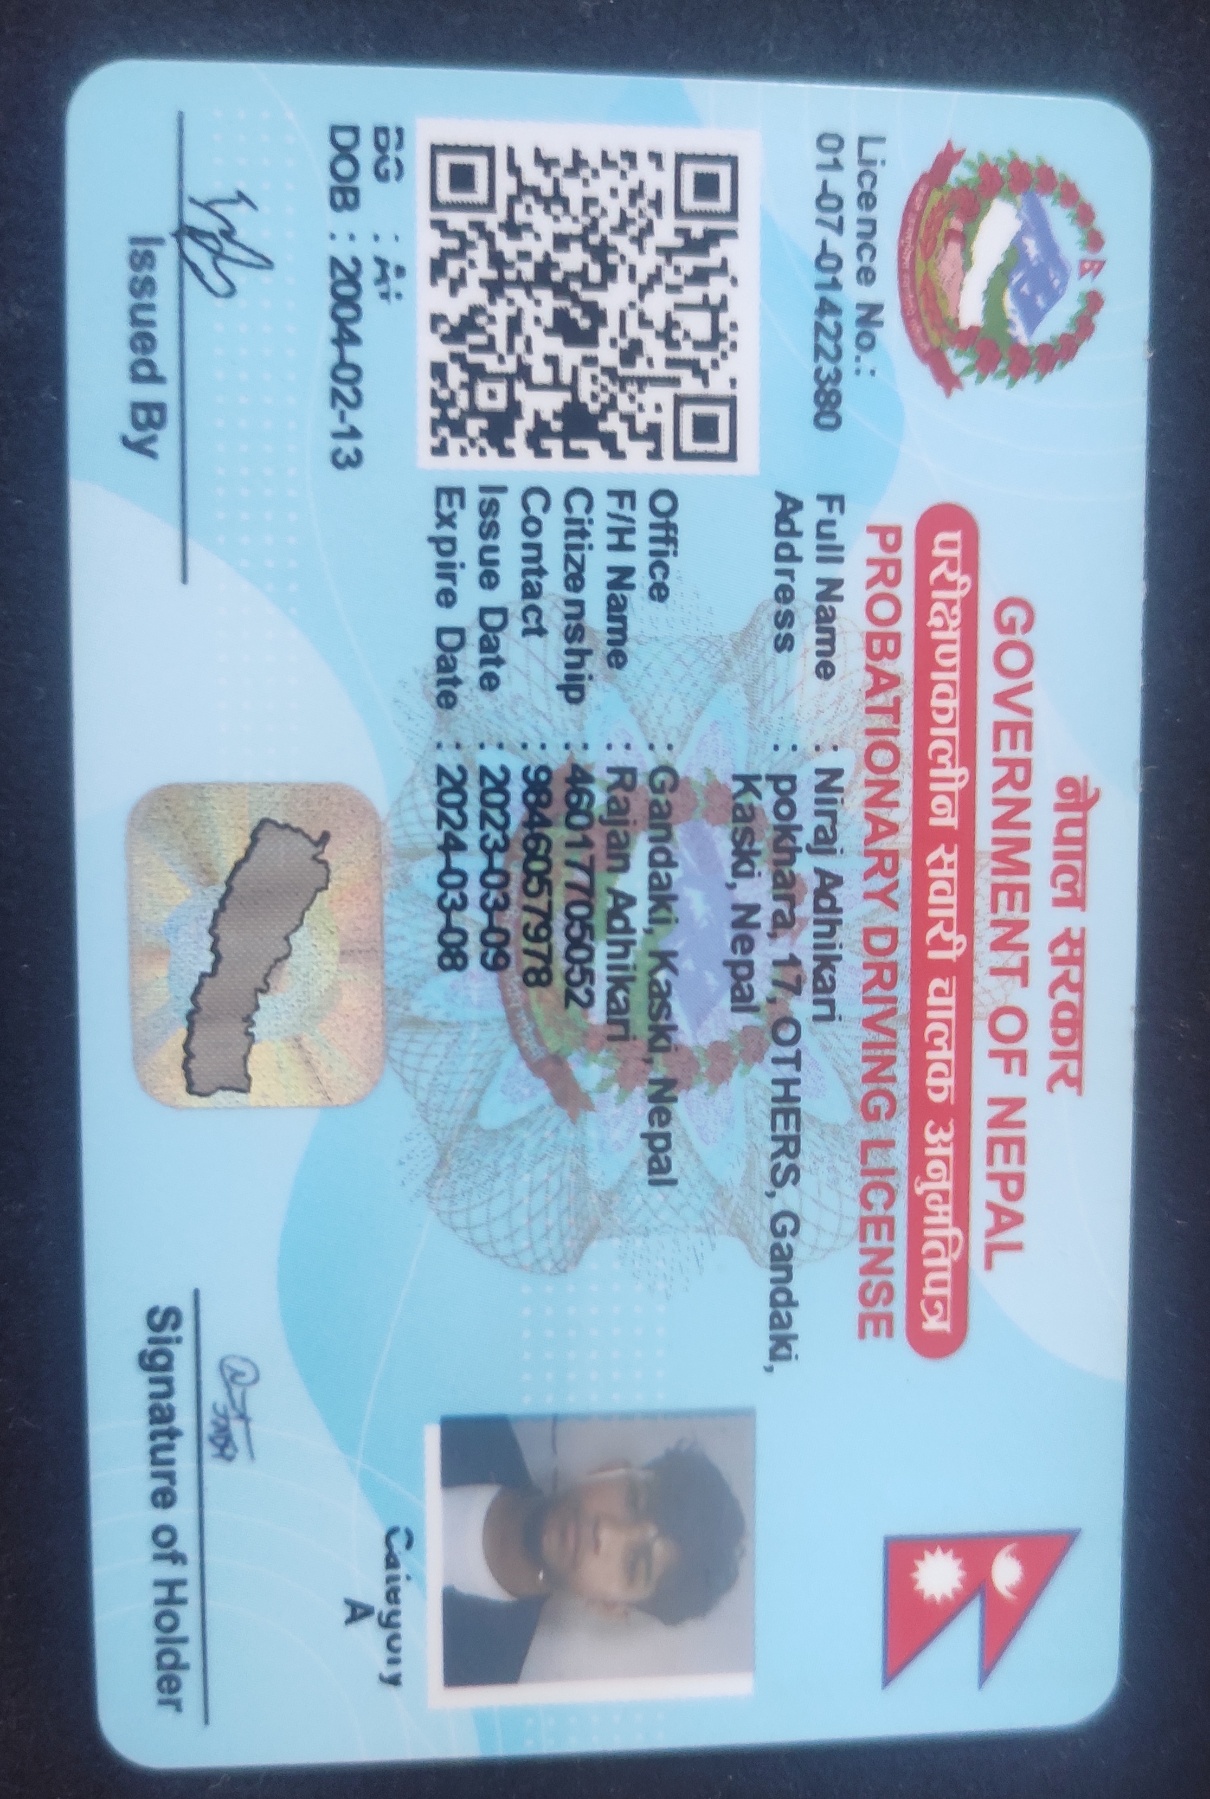 नेपाल सरकार
GOVERNMENT OF NEPAL
परीक्षणकालीन सवारी चालक अनुमतिपत्र
PROBATIONARY DRIVING LICENSE
Licence No.:
01-07-01422380
Full Name : Niraj Adhikari
Address : pokhara, 17, OTHERS, Gandaki,
Kaski, Nepal
Office : Gandaki, Kaski, Nepal
F/H Name : Rajan Adhikari
Citizenship : 4601770505​2
Contact : 9846057978
Issue Date : 2023-03-09
Expire Date : 2024-03-08
BG : A+
DOB : 2004-02-13
Category
A
Issued By
Signature of Holder